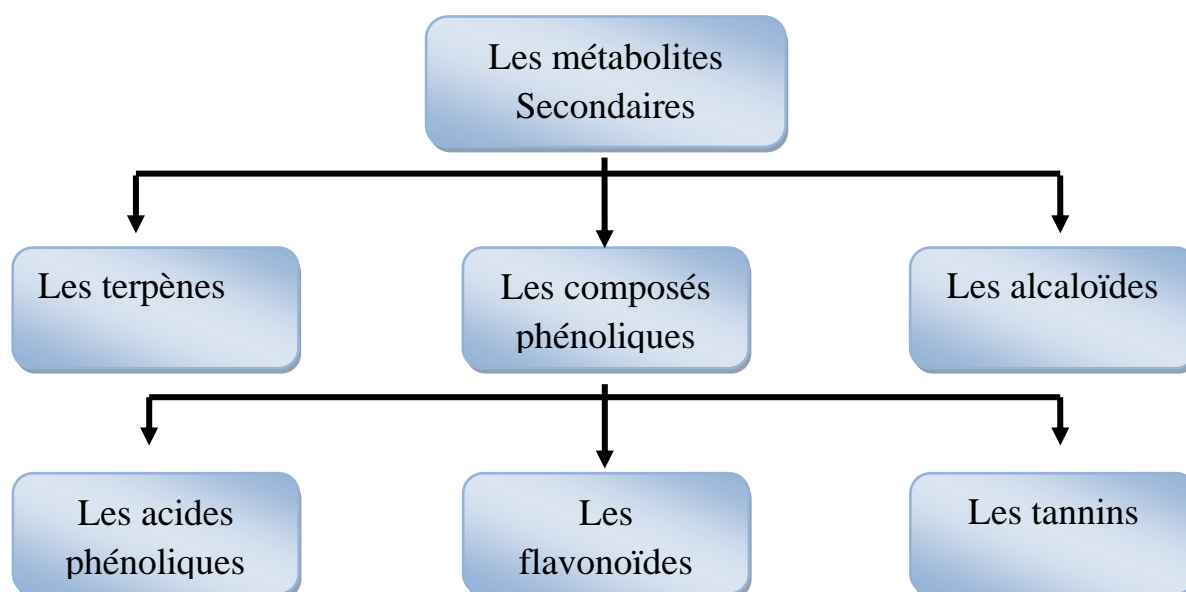 Les métabolites
Secondaires
Les terpènes
Les composés
phénoliques
Les alcaloïdes
Les acides
phénoliques
Les
flavonoïdes
Les tannins